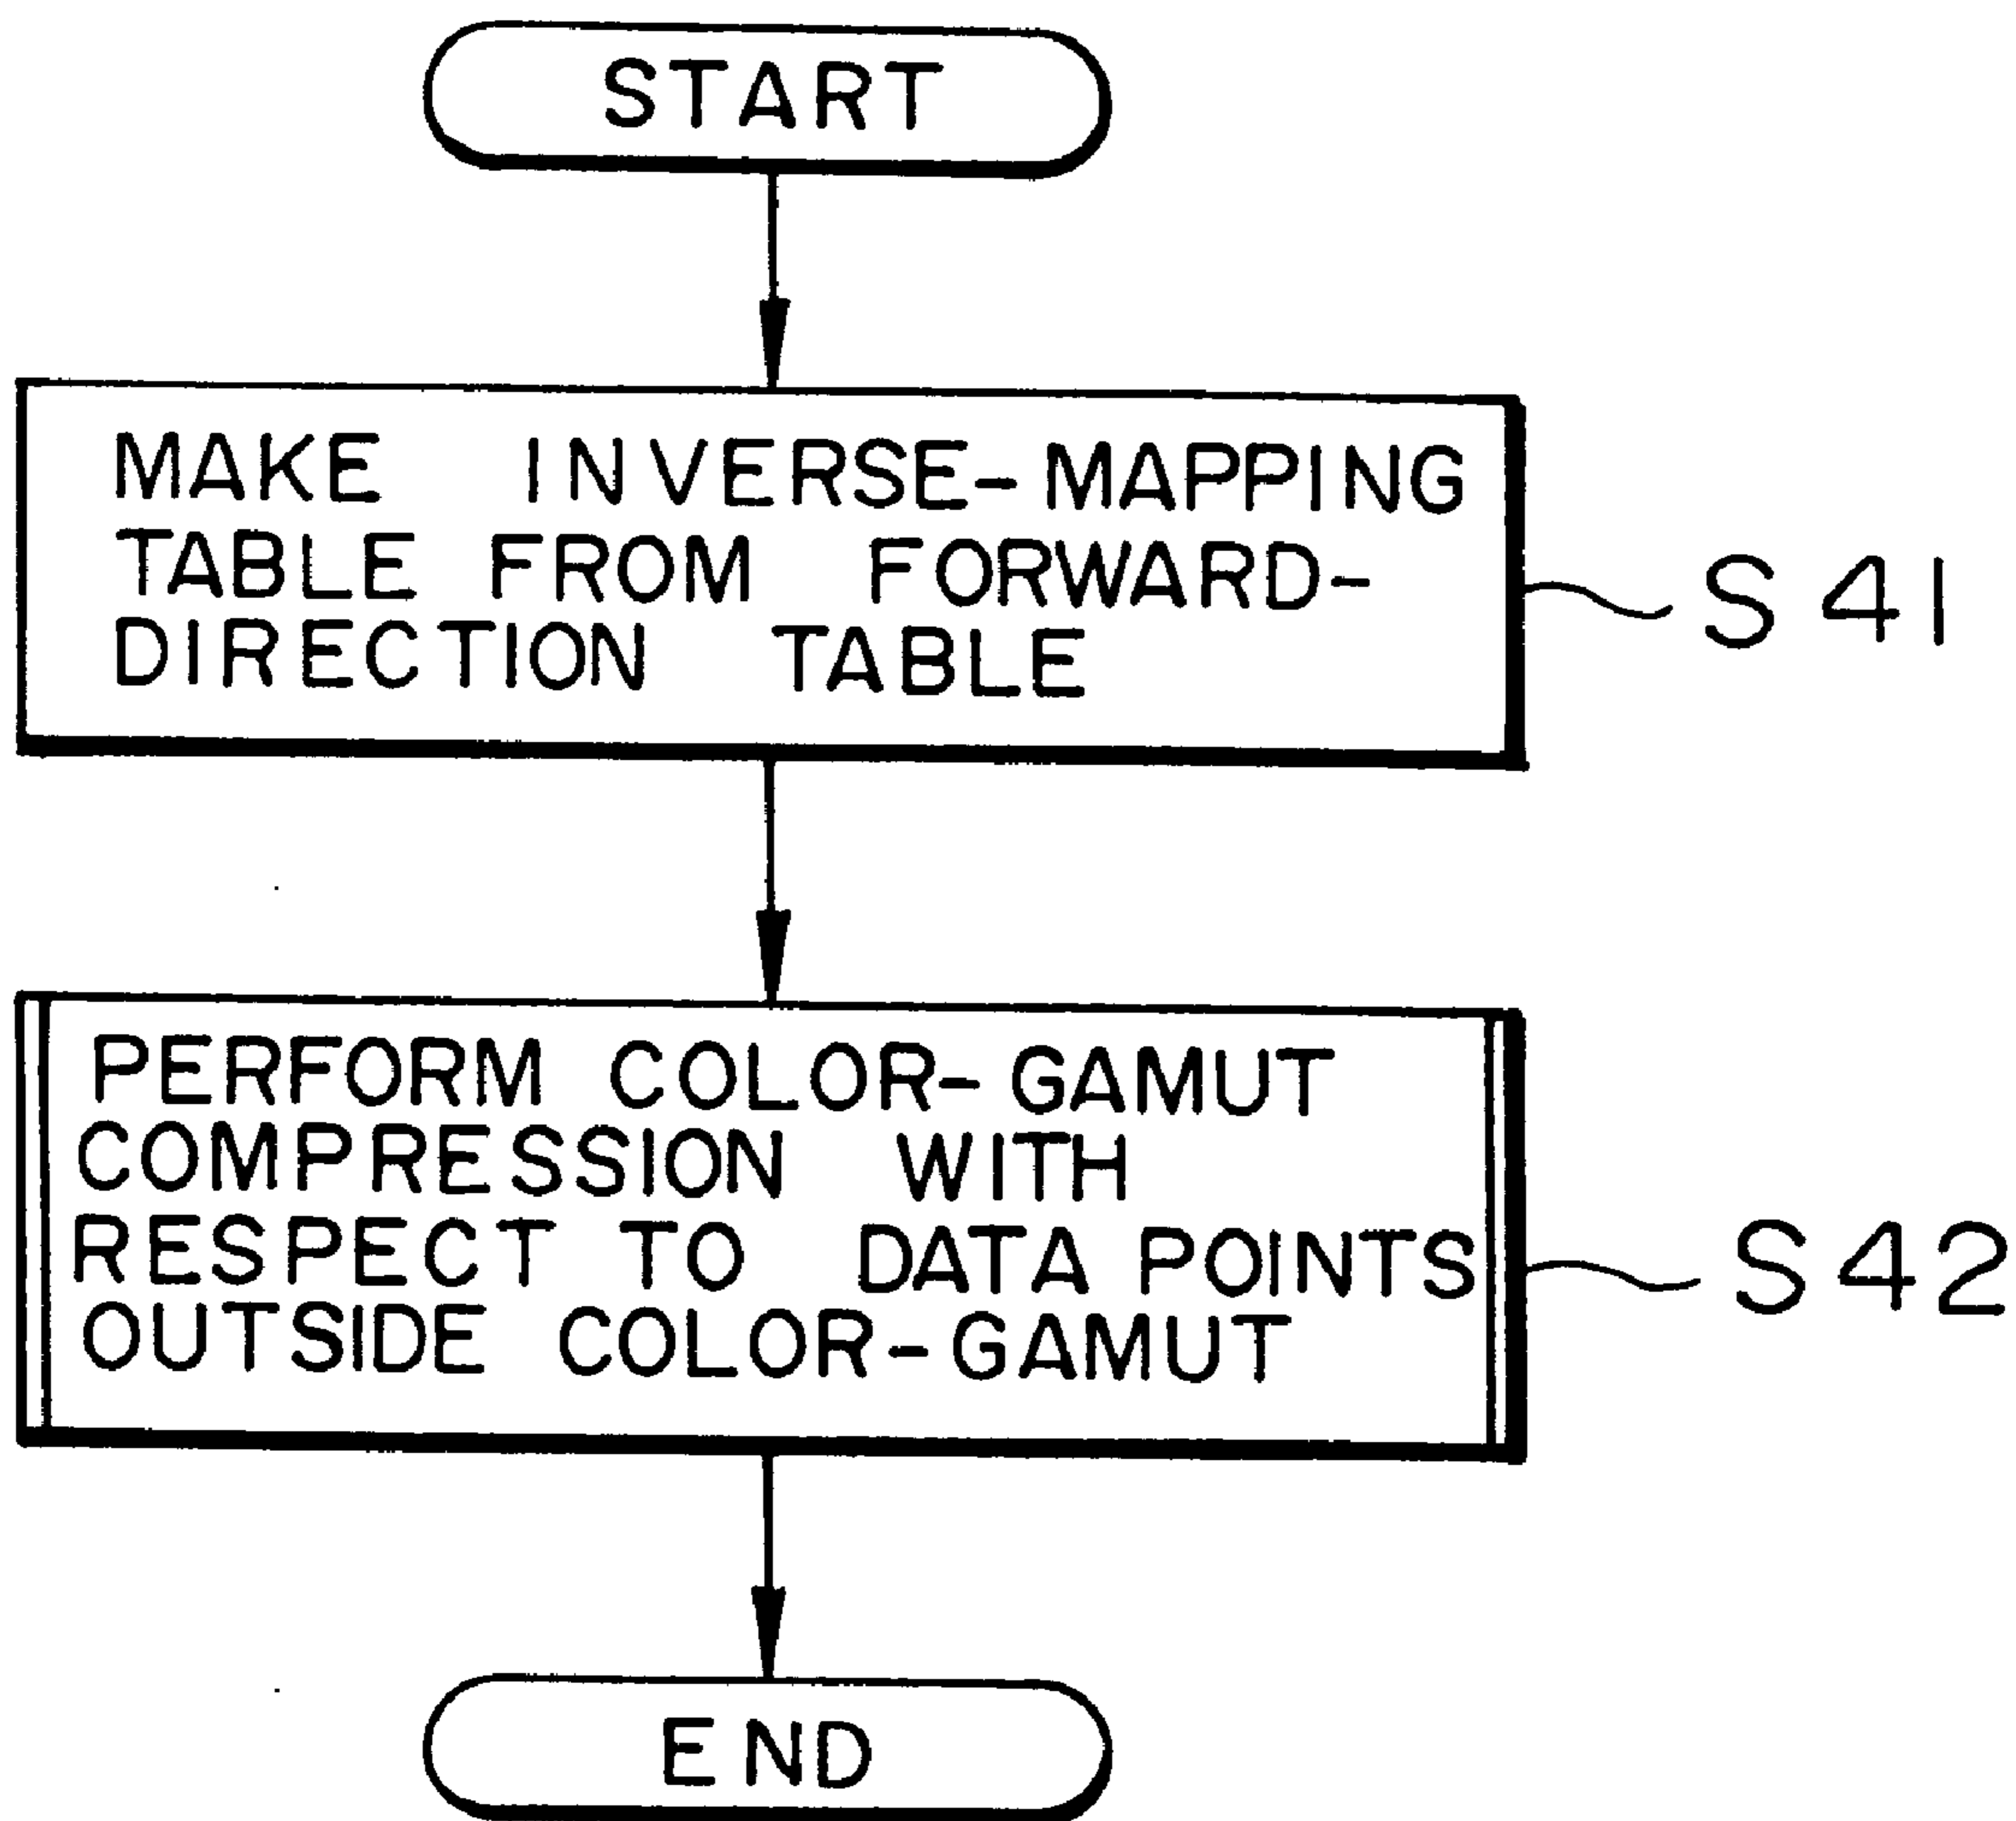 START
MAKE INVERSE-MAPPING
TABLE FROM FORWARD-
DIRECTION TABLE
S41
PERFORM COLOR-GAMUT
COMPRESSION WITH
RESPECT TO DATA POINTS
OUTSIDE COLOR-GAMUT
S42
END